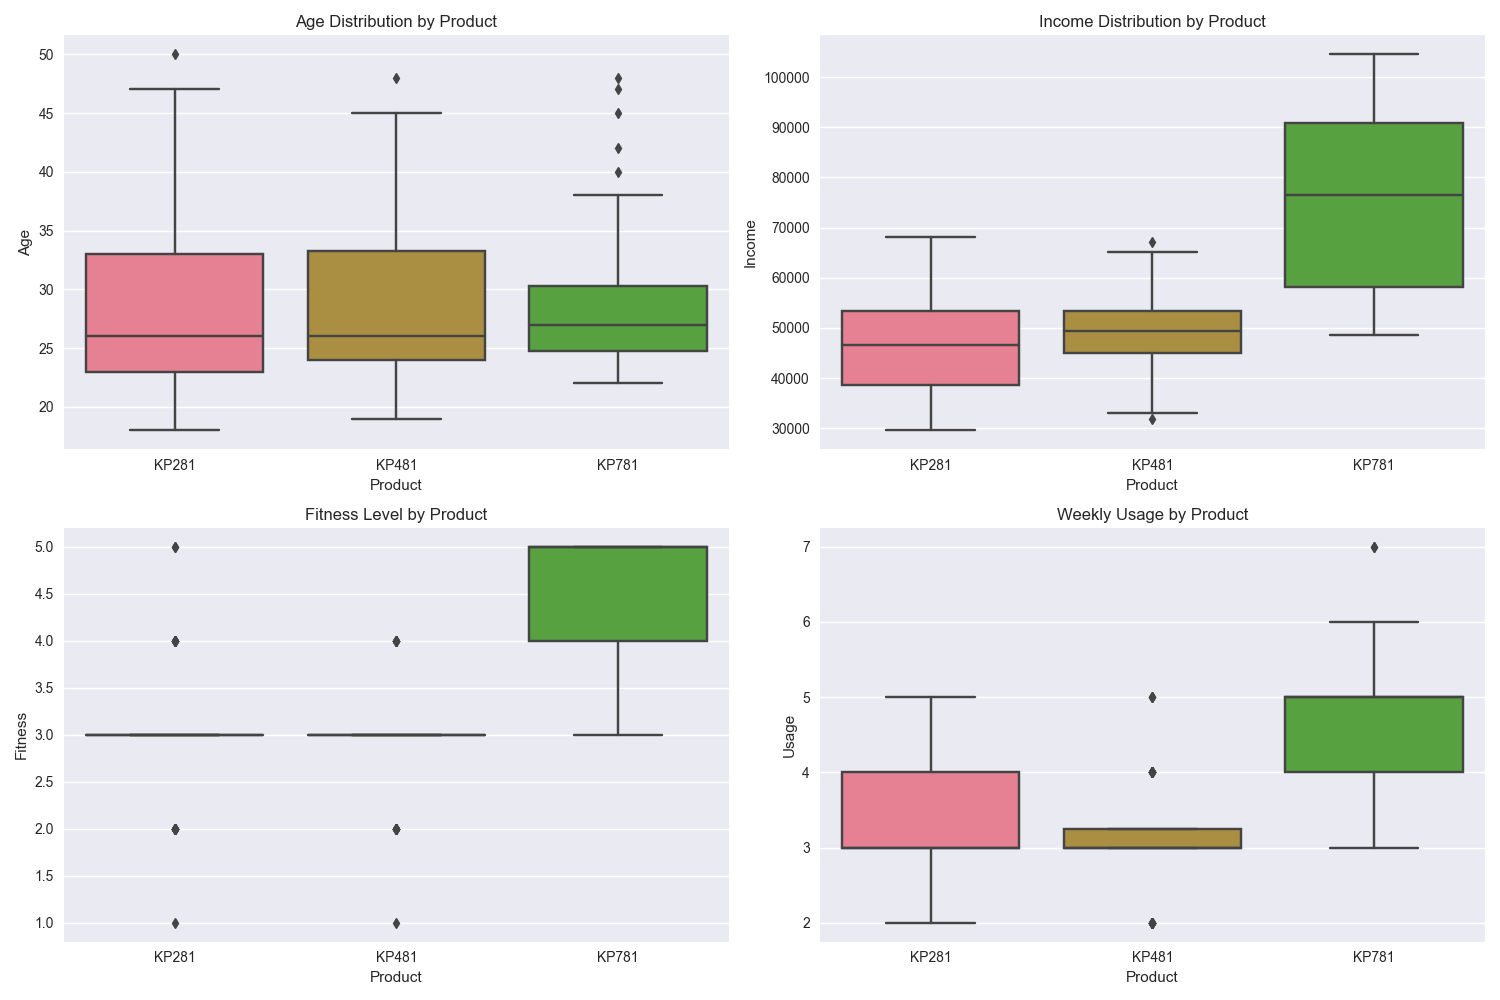 Age Distribution by Product
50
45
40
35
30
25
20
Age
KP281 KP481 KP781
Product
Income Distribution by Product
100000
90000
80000
70000
60000
50000
40000
30000
Income
KP281 KP481 KP781
Product
Fitness Level by Product
5.0
4.5
4.0
3.5
3.0
2.5
2.0
1.5
1.0
Fitness
KP281 KP481 KP781
Product
Weekly Usage by Product
7
6
5
4
3
2
Usage
KP281 KP481 KP781
Product